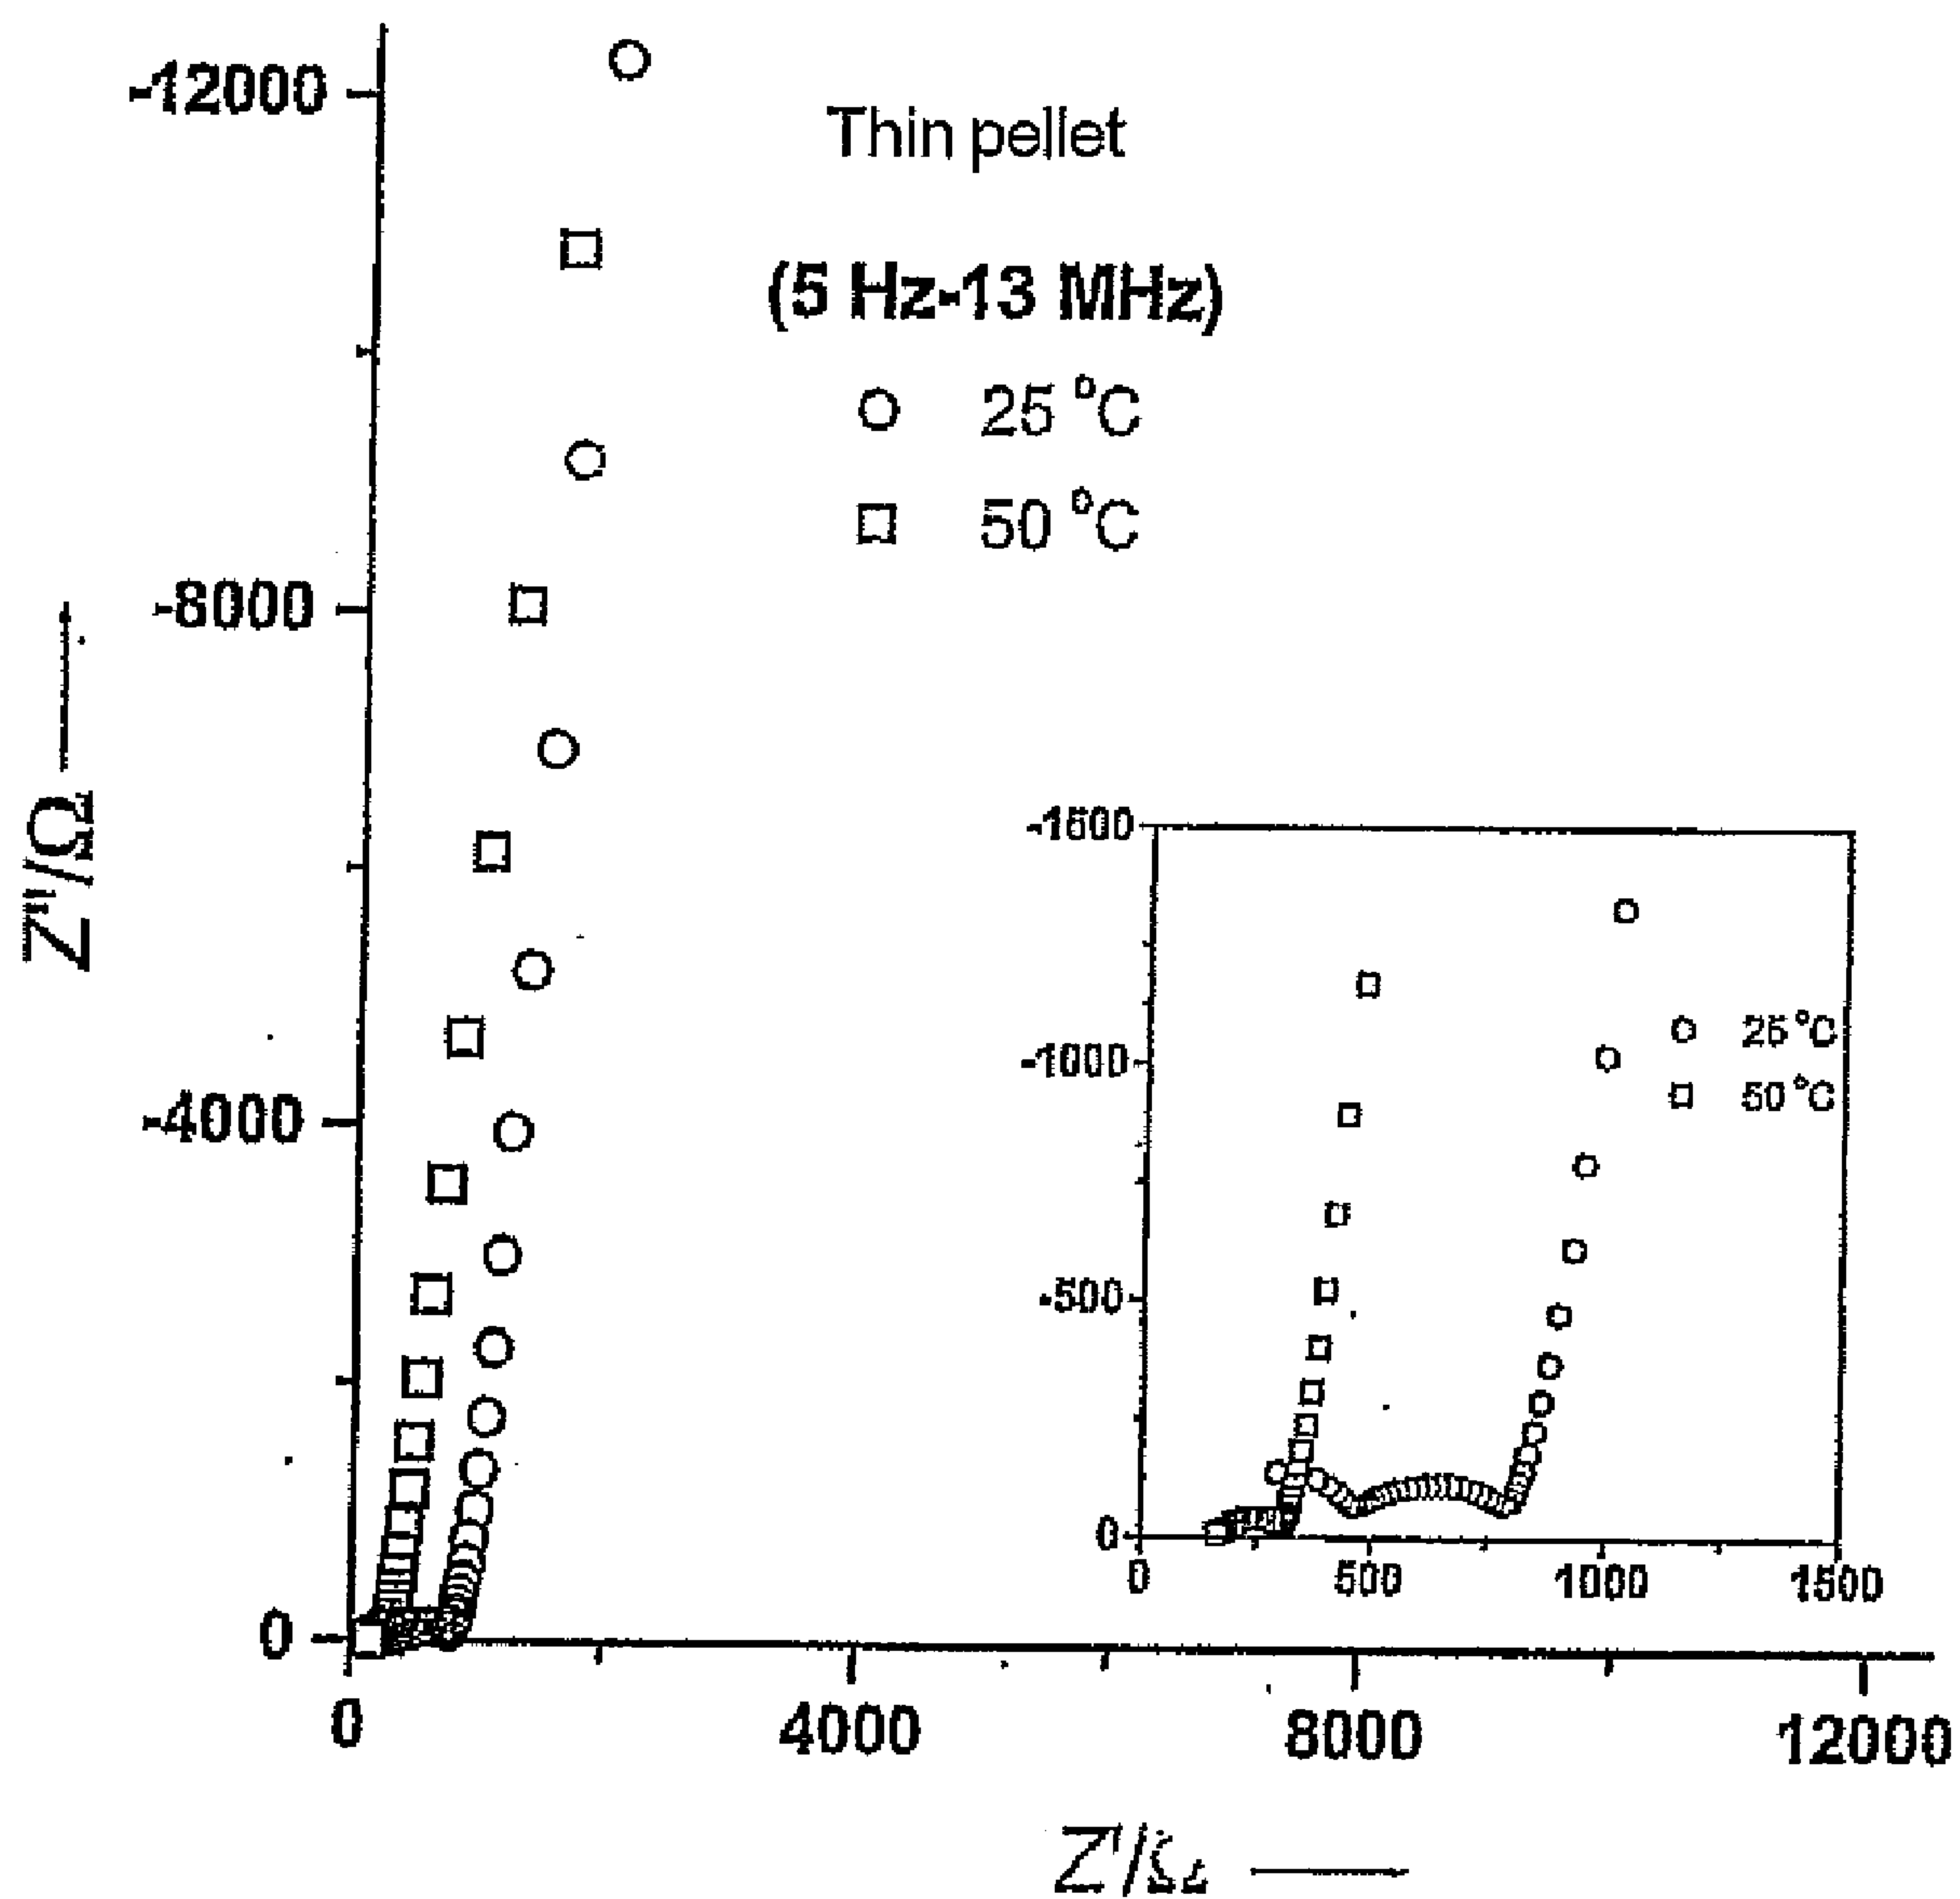 -12000
Thin pellet
(5 Hz-13 MHz)
25 °C
50 °C
-8000
Z"/Ω
-4000
0
0
4000
8000
12000
-1500
-1000
-500
0
0
500
1000
1500
25 °C
50 °C
Z'/Ω